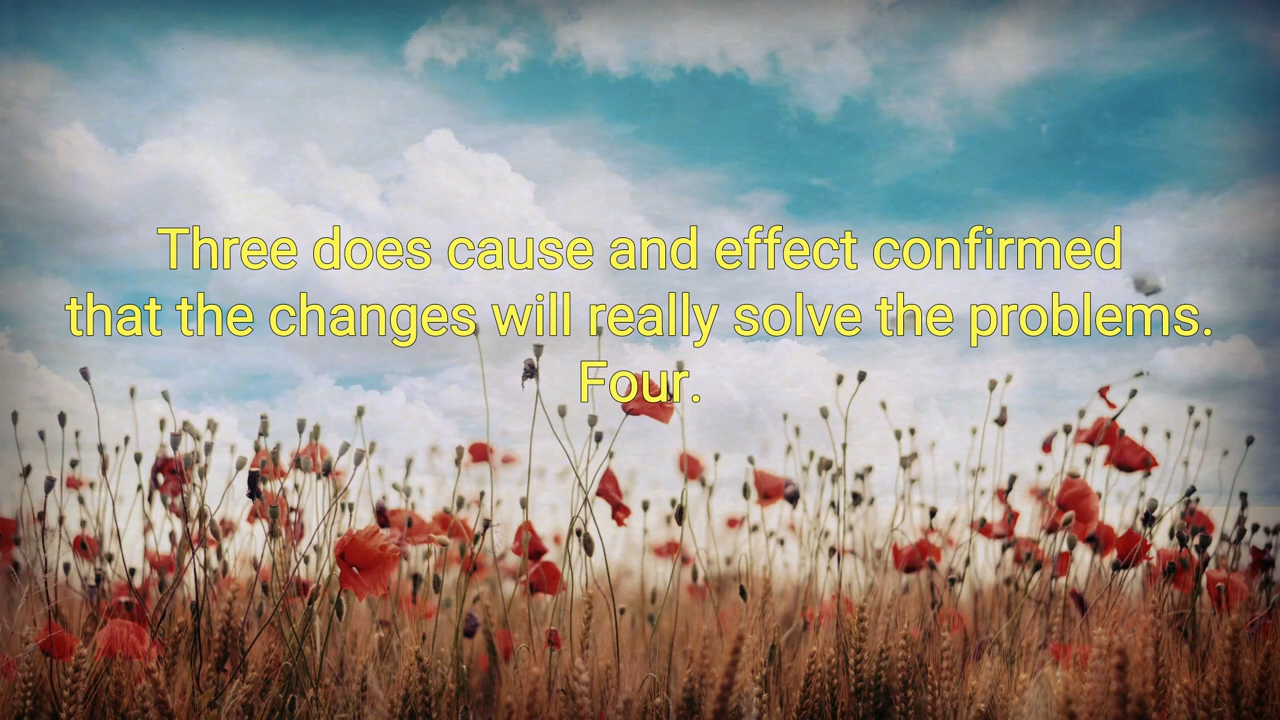 Three does cause and effect confirmed
that the changes will really solve the problems.
Four.